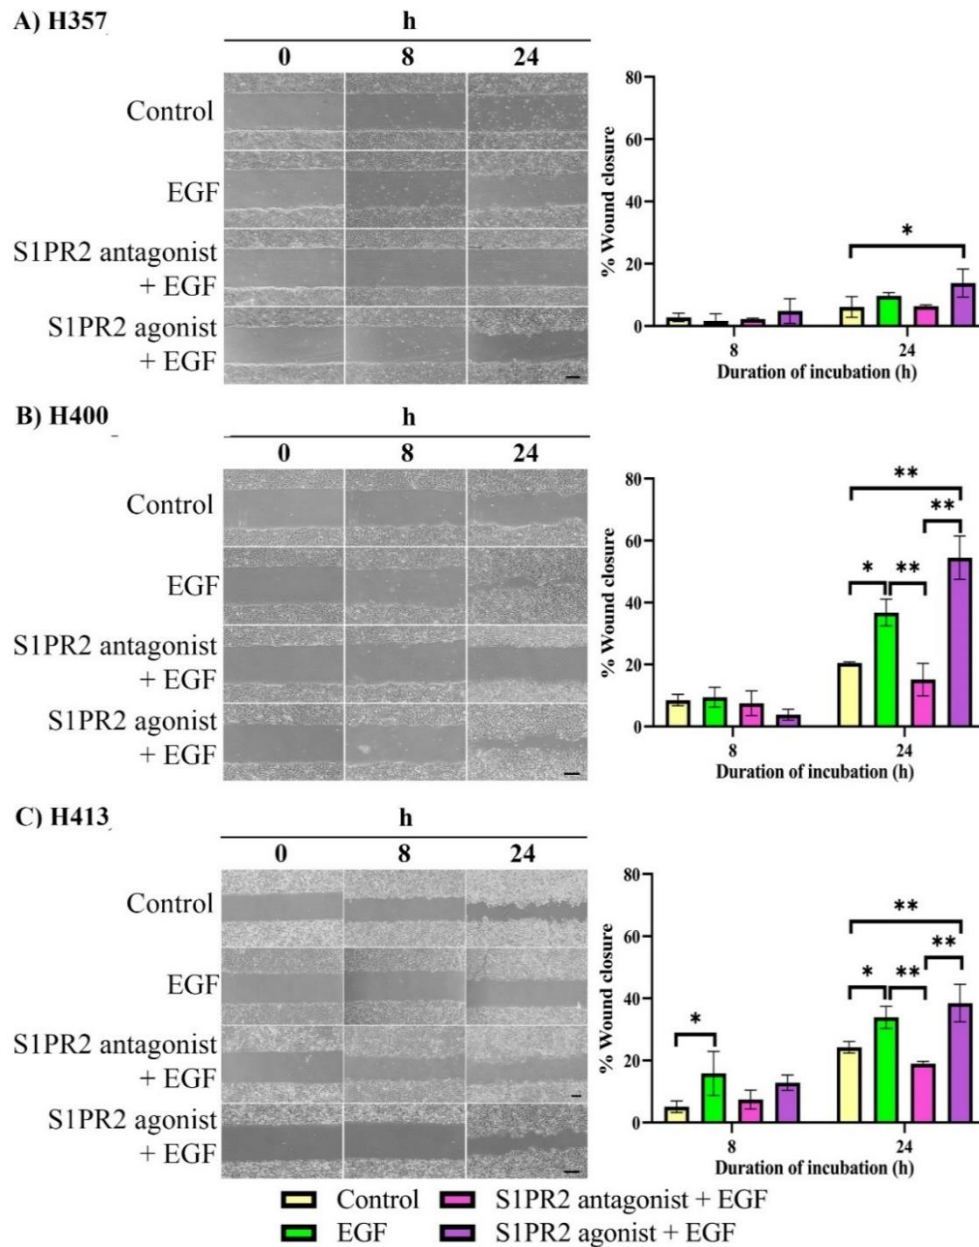 A) H357
h
0 8 24
Control
EGF
S1PR2 antagonist
+ EGF
S1PR2 agonist
+ EGF
% Wound closure
80
60
40
20
0
*
8 24
Duration of incubation (h)
B) H400
h
0 8 24
Control
EGF
S1PR2 antagonist
+ EGF
S1PR2 agonist
+ EGF
% Wound closure
80
60
40
20
0
**
**
* **
8 24
Duration of incubation (h)
C) H413
h
0 8 24
Control
EGF
S1PR2 antagonist
+ EGF
S1PR2 agonist
+ EGF
% Wound closure
80
60
40
20
0
**
**
* **
*
8 24
Duration of incubation (h)
Control S1PR2 antagonist + EGF
EGF S1PR2 agonist + EGF